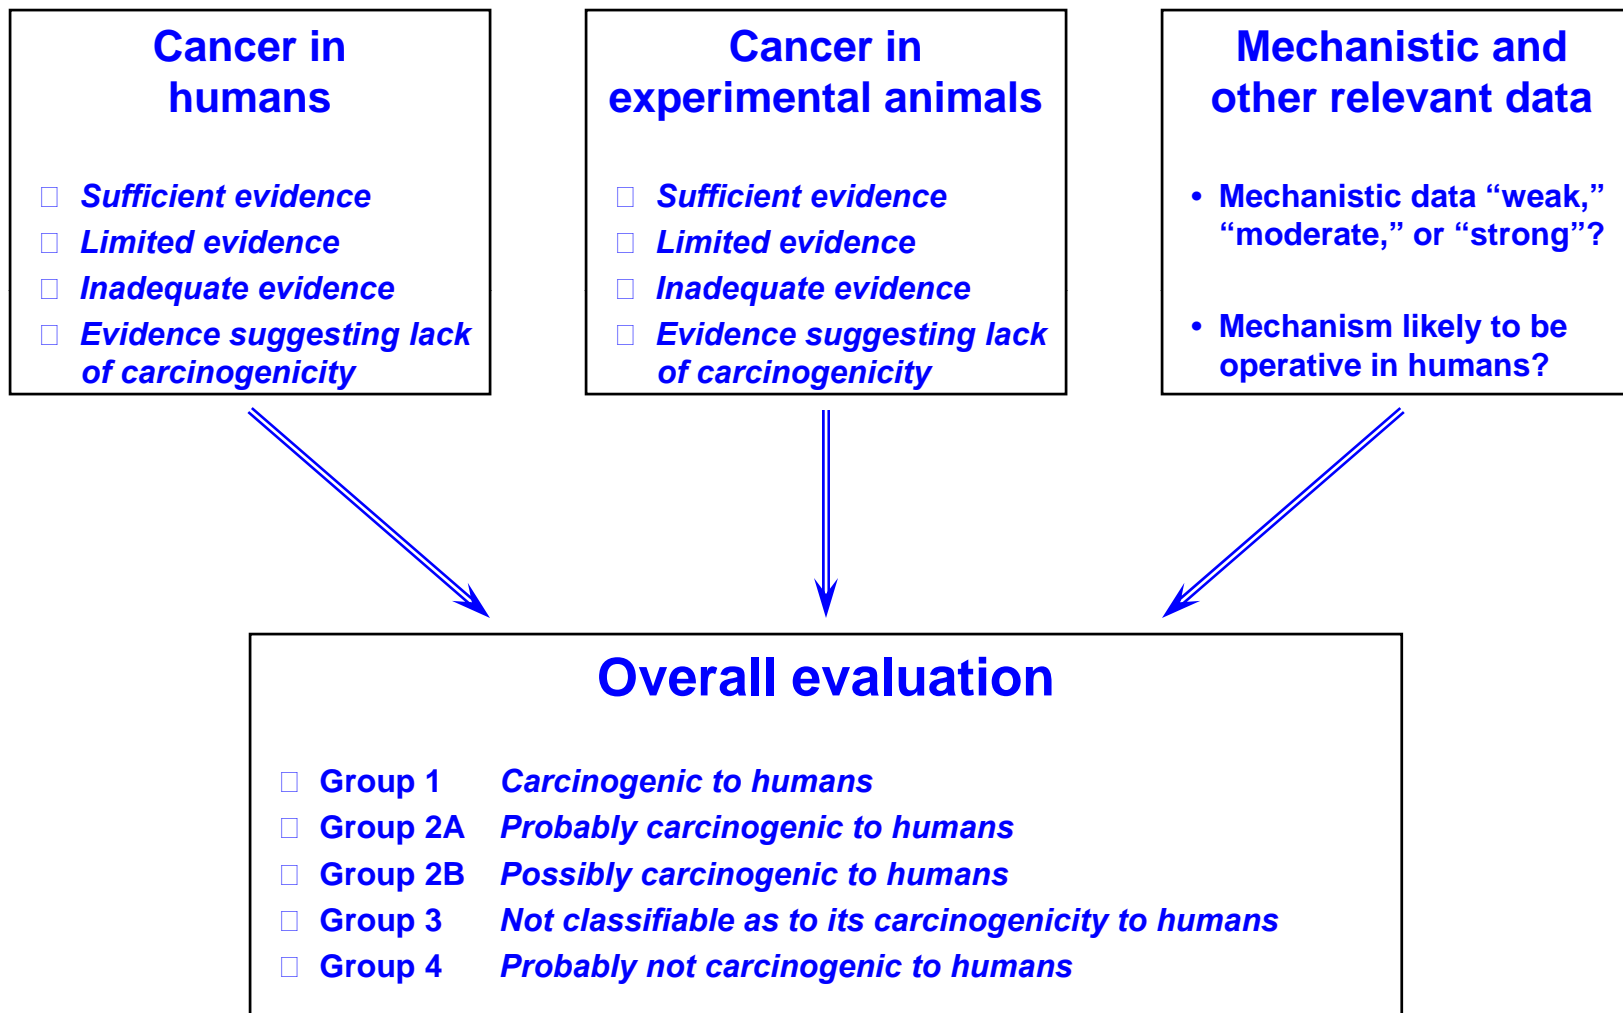 Cancer in
humans
□ Sufficient evidence
□ Limited evidence
□ Inadequate evidence
□ Evidence suggesting lack
of carcinogenicity
Cancer in
experimental animals
□ Sufficient evidence
□ Limited evidence
□ Inadequate evidence
□ Evidence suggesting lack
of carcinogenicity
Mechanistic and
other relevant data
• Mechanistic data “weak,”
“moderate,” or “strong”?
• Mechanism likely to be
operative in humans?
Overall evaluation
□ Group 1 Carcinogenic to humans
□ Group 2A Probably carcinogenic to humans
□ Group 2B Possibly carcinogenic to humans
□ Group 3 Not classifiable as to its carcinogenicity to humans
□ Group 4 Probably not carcinogenic to humans